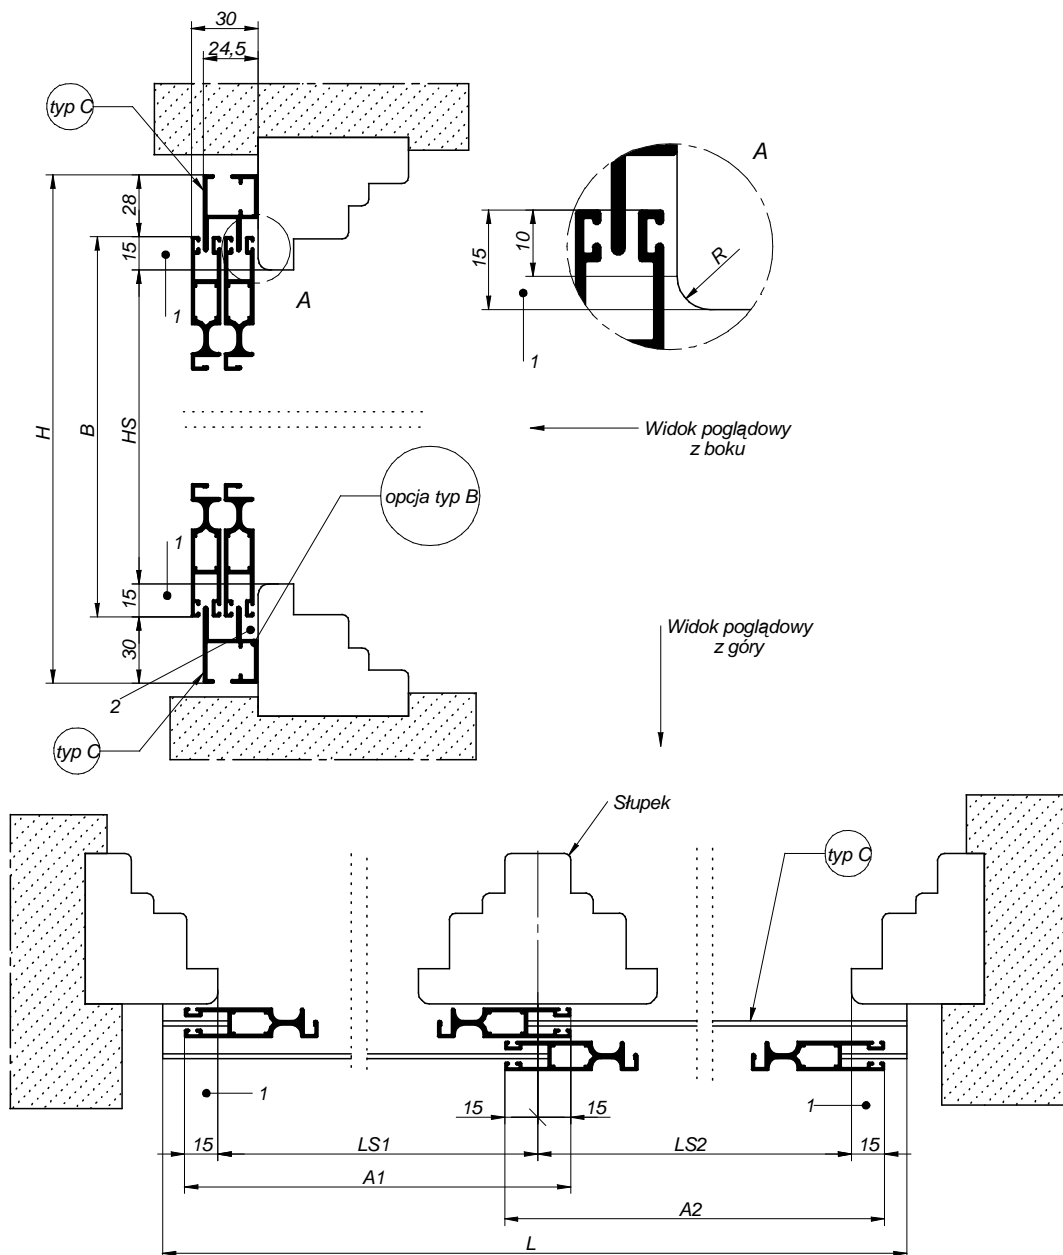 30
24,5
typ C
A
28
15
15
10
R
1
A
1
H
B
HS
Widok poglądowy
z boku
opcja typ B
1
15
30
Widok poglądowy
z góry
2
typ C
Słupek
typ C
1
15
15
1
15
LS1
LS2
15
A1
A2
L